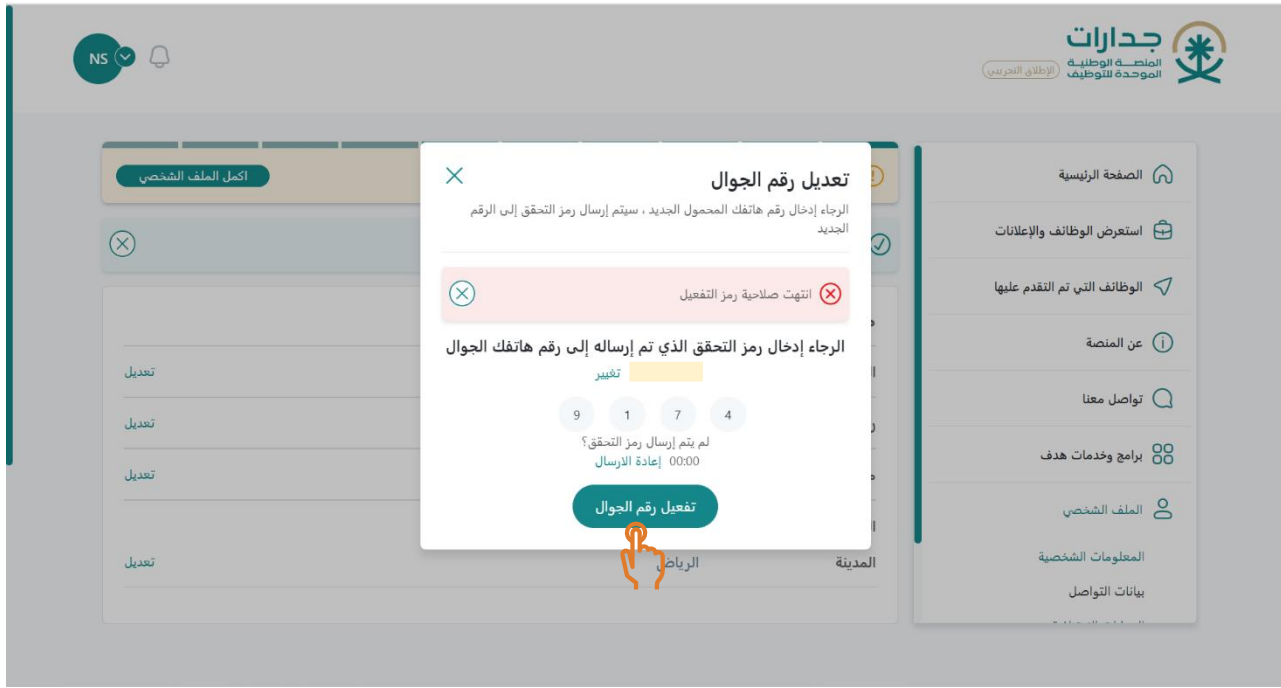 جدارات
المنصة الوطنية
الموحدة للتوظيف
الإطلاق التجريبي
NS
الصفحة الرئيسية
استعرض الوظائف والإعلانات
الوظائف التي تم التقدم عليها
عن المنصة
تواصل معنا
برامج وخدمات هدف
الملف الشخصي
المعلومات الشخصية
بيانات التواصل
اكمل الملف الشخصي
تعديل رقم الجوال
الرجاء إدخال رقم هاتفك المحمول الجديد ، سيتم إرسال رمز التحقق إلى الرقم
الجديد
انتهت صلاحية رمز التفعيل
الرجاء إدخال رمز التحقق الذي تم إرساله إلى رقم هاتفك الجوال
تغيير
9 1 7 4
لم يتم إرسال رمز التحقق؟
00:00 إعادة الارسال
تفعيل رقم الجوال
تعديل
تعديل
تعديل
المدينة الرياض تعديل